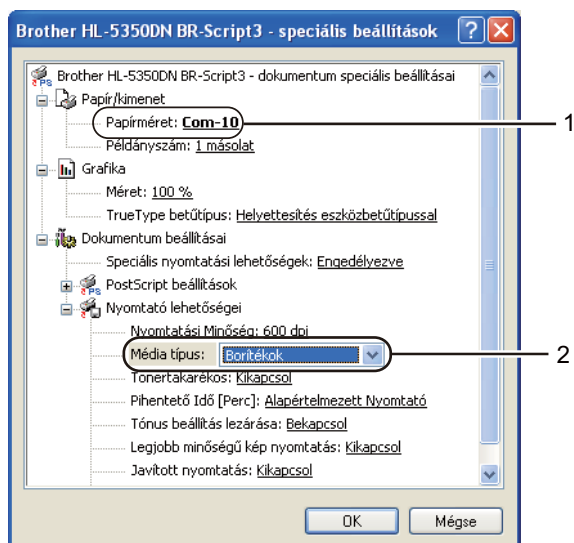 Brother HL-5350DN BR-Script3 - speciális beállítások
Brother HL-5350DN BR-Script3 - dokumentum speciális beállításai
Papír/kimenet
Papírméret: Com-10
1
Példányszám: 1 másolat
Grafika
Méret: 100 %
TrueType betűtípus: Helyettesítés eszközbetűtípussal
Dokumentum beállításai
Speciális nyomtatási lehetőségek: Engedélyezve
PostScript beállítások
Nyomtató lehetőségei
Nyomtatási Minőség: 600 dpi
Média típus: Borítékok
2
Tonertakarékos: Kikapcsol
Pihentető Idő [Perc]: Alapértelmezett Nyomtató
Tónus beállítás lezárása: Bekapcsol
Legjobb minőségű kép nyomtatás: Kikapcsol
Javított nyomtatás: Kikapcsol
OK Mégse